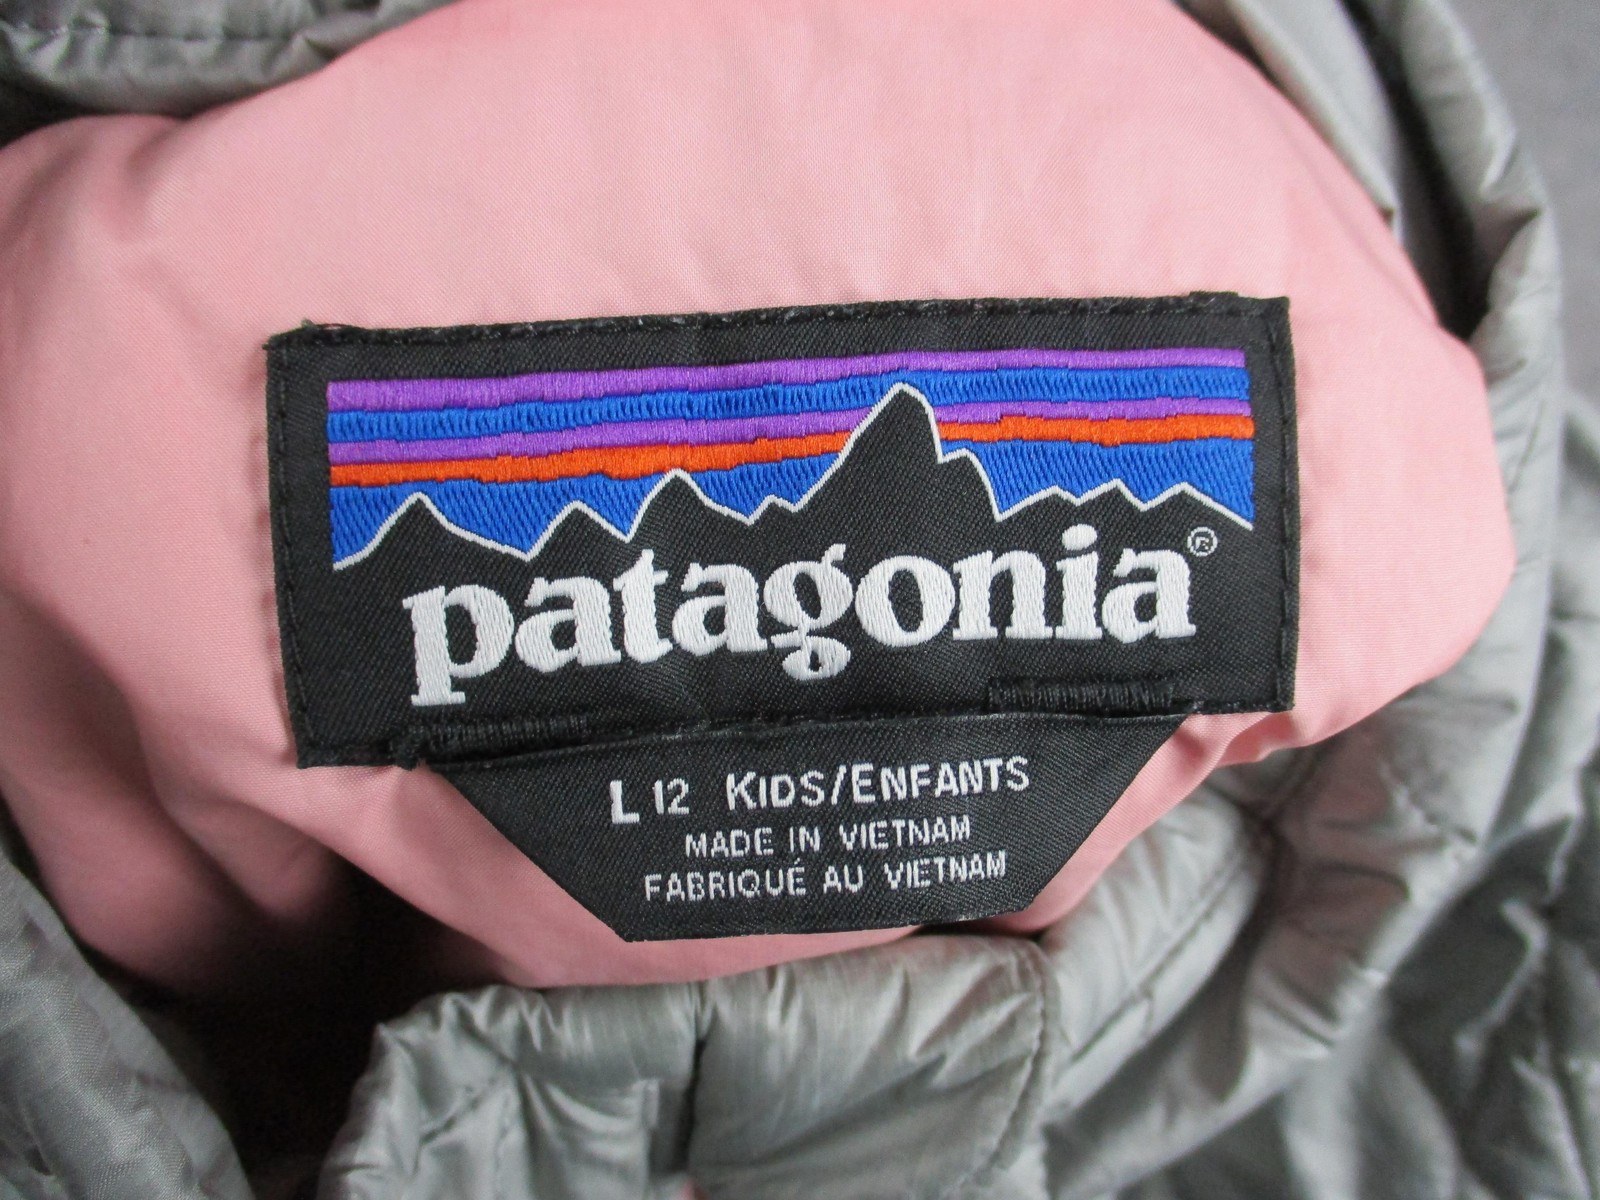 patagonia®
L 12 KIDS/ENFANTS
MADE IN VIETNAM
FABRIQUÉ AU VIETNAM